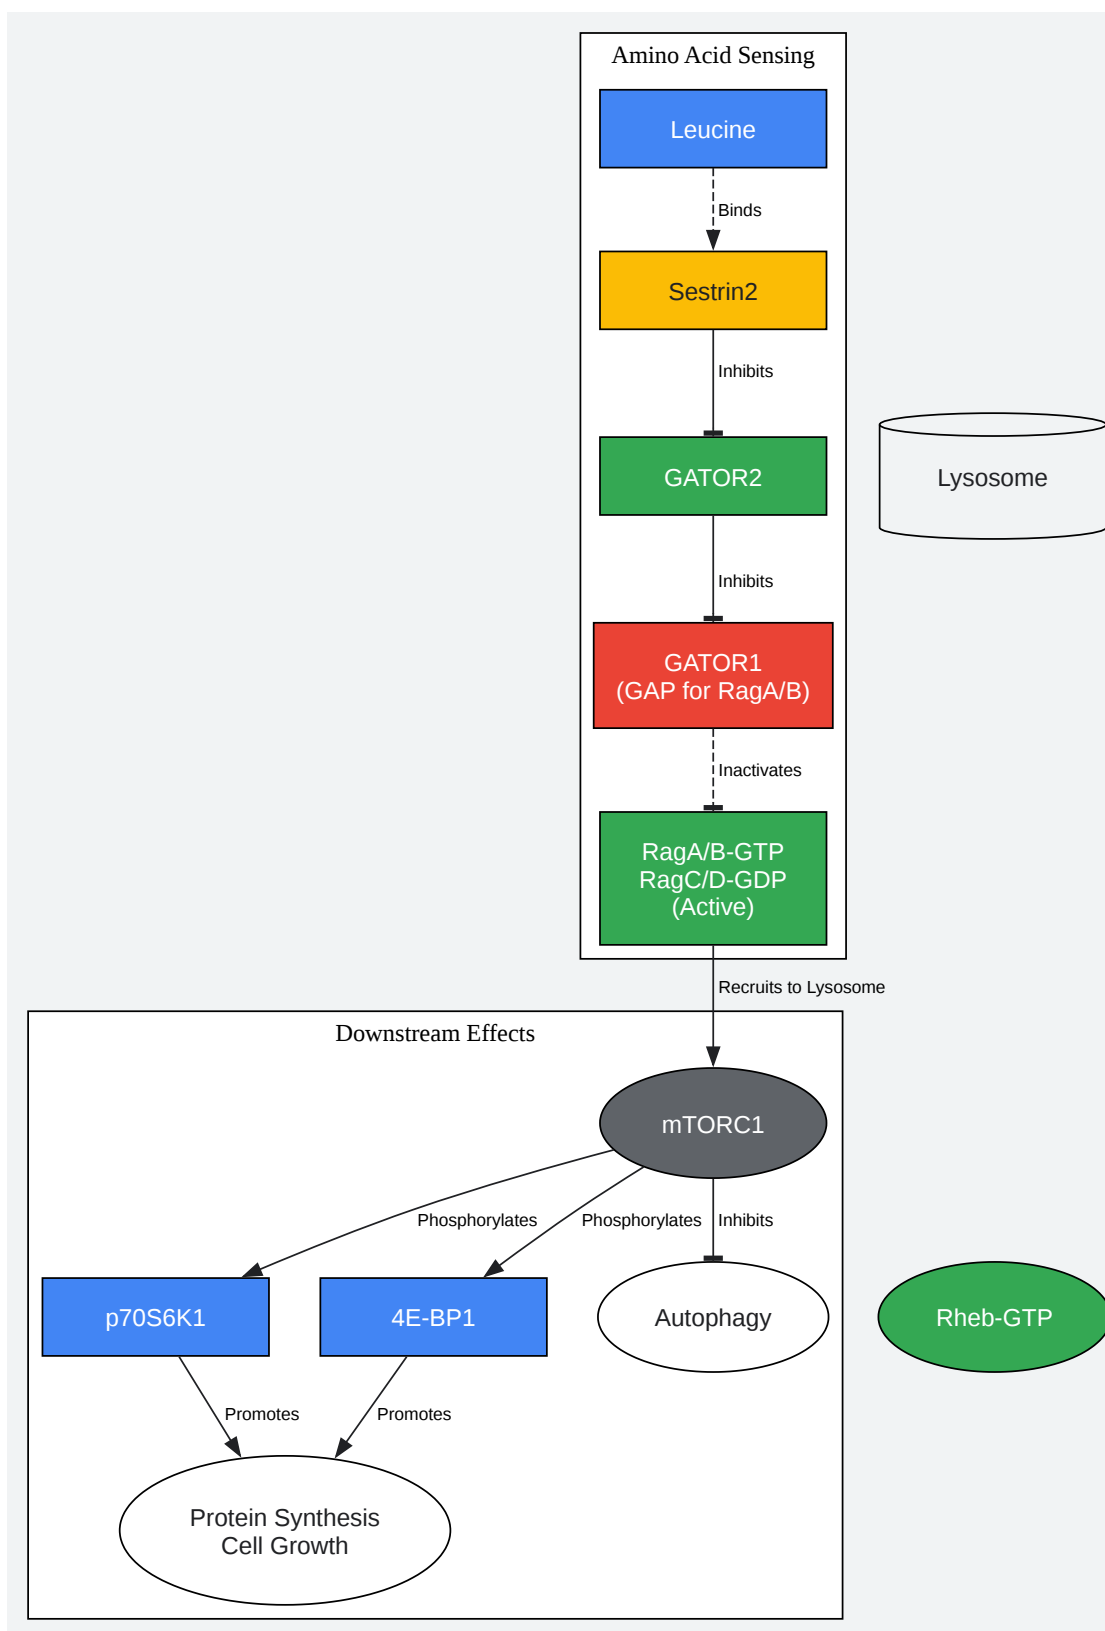 Amino Acid Sensing
Leucine
Binds
Sestrin2
Inhibits
GATOR2
Lysosome
Inhibits
GATOR1
(GAP for RagA/B)
Inactivates
RagA/B-GTP
RagC/D-GDP
(Active)
Recruits to Lysosome
Downstream Effects
mTORC1
Phosphorylates
Phosphorylates
Inhibits
p70S6K1
4E-BP1
Autophagy
Rheb-GTP
Promotes
Promotes
Protein Synthesis
Cell Growth